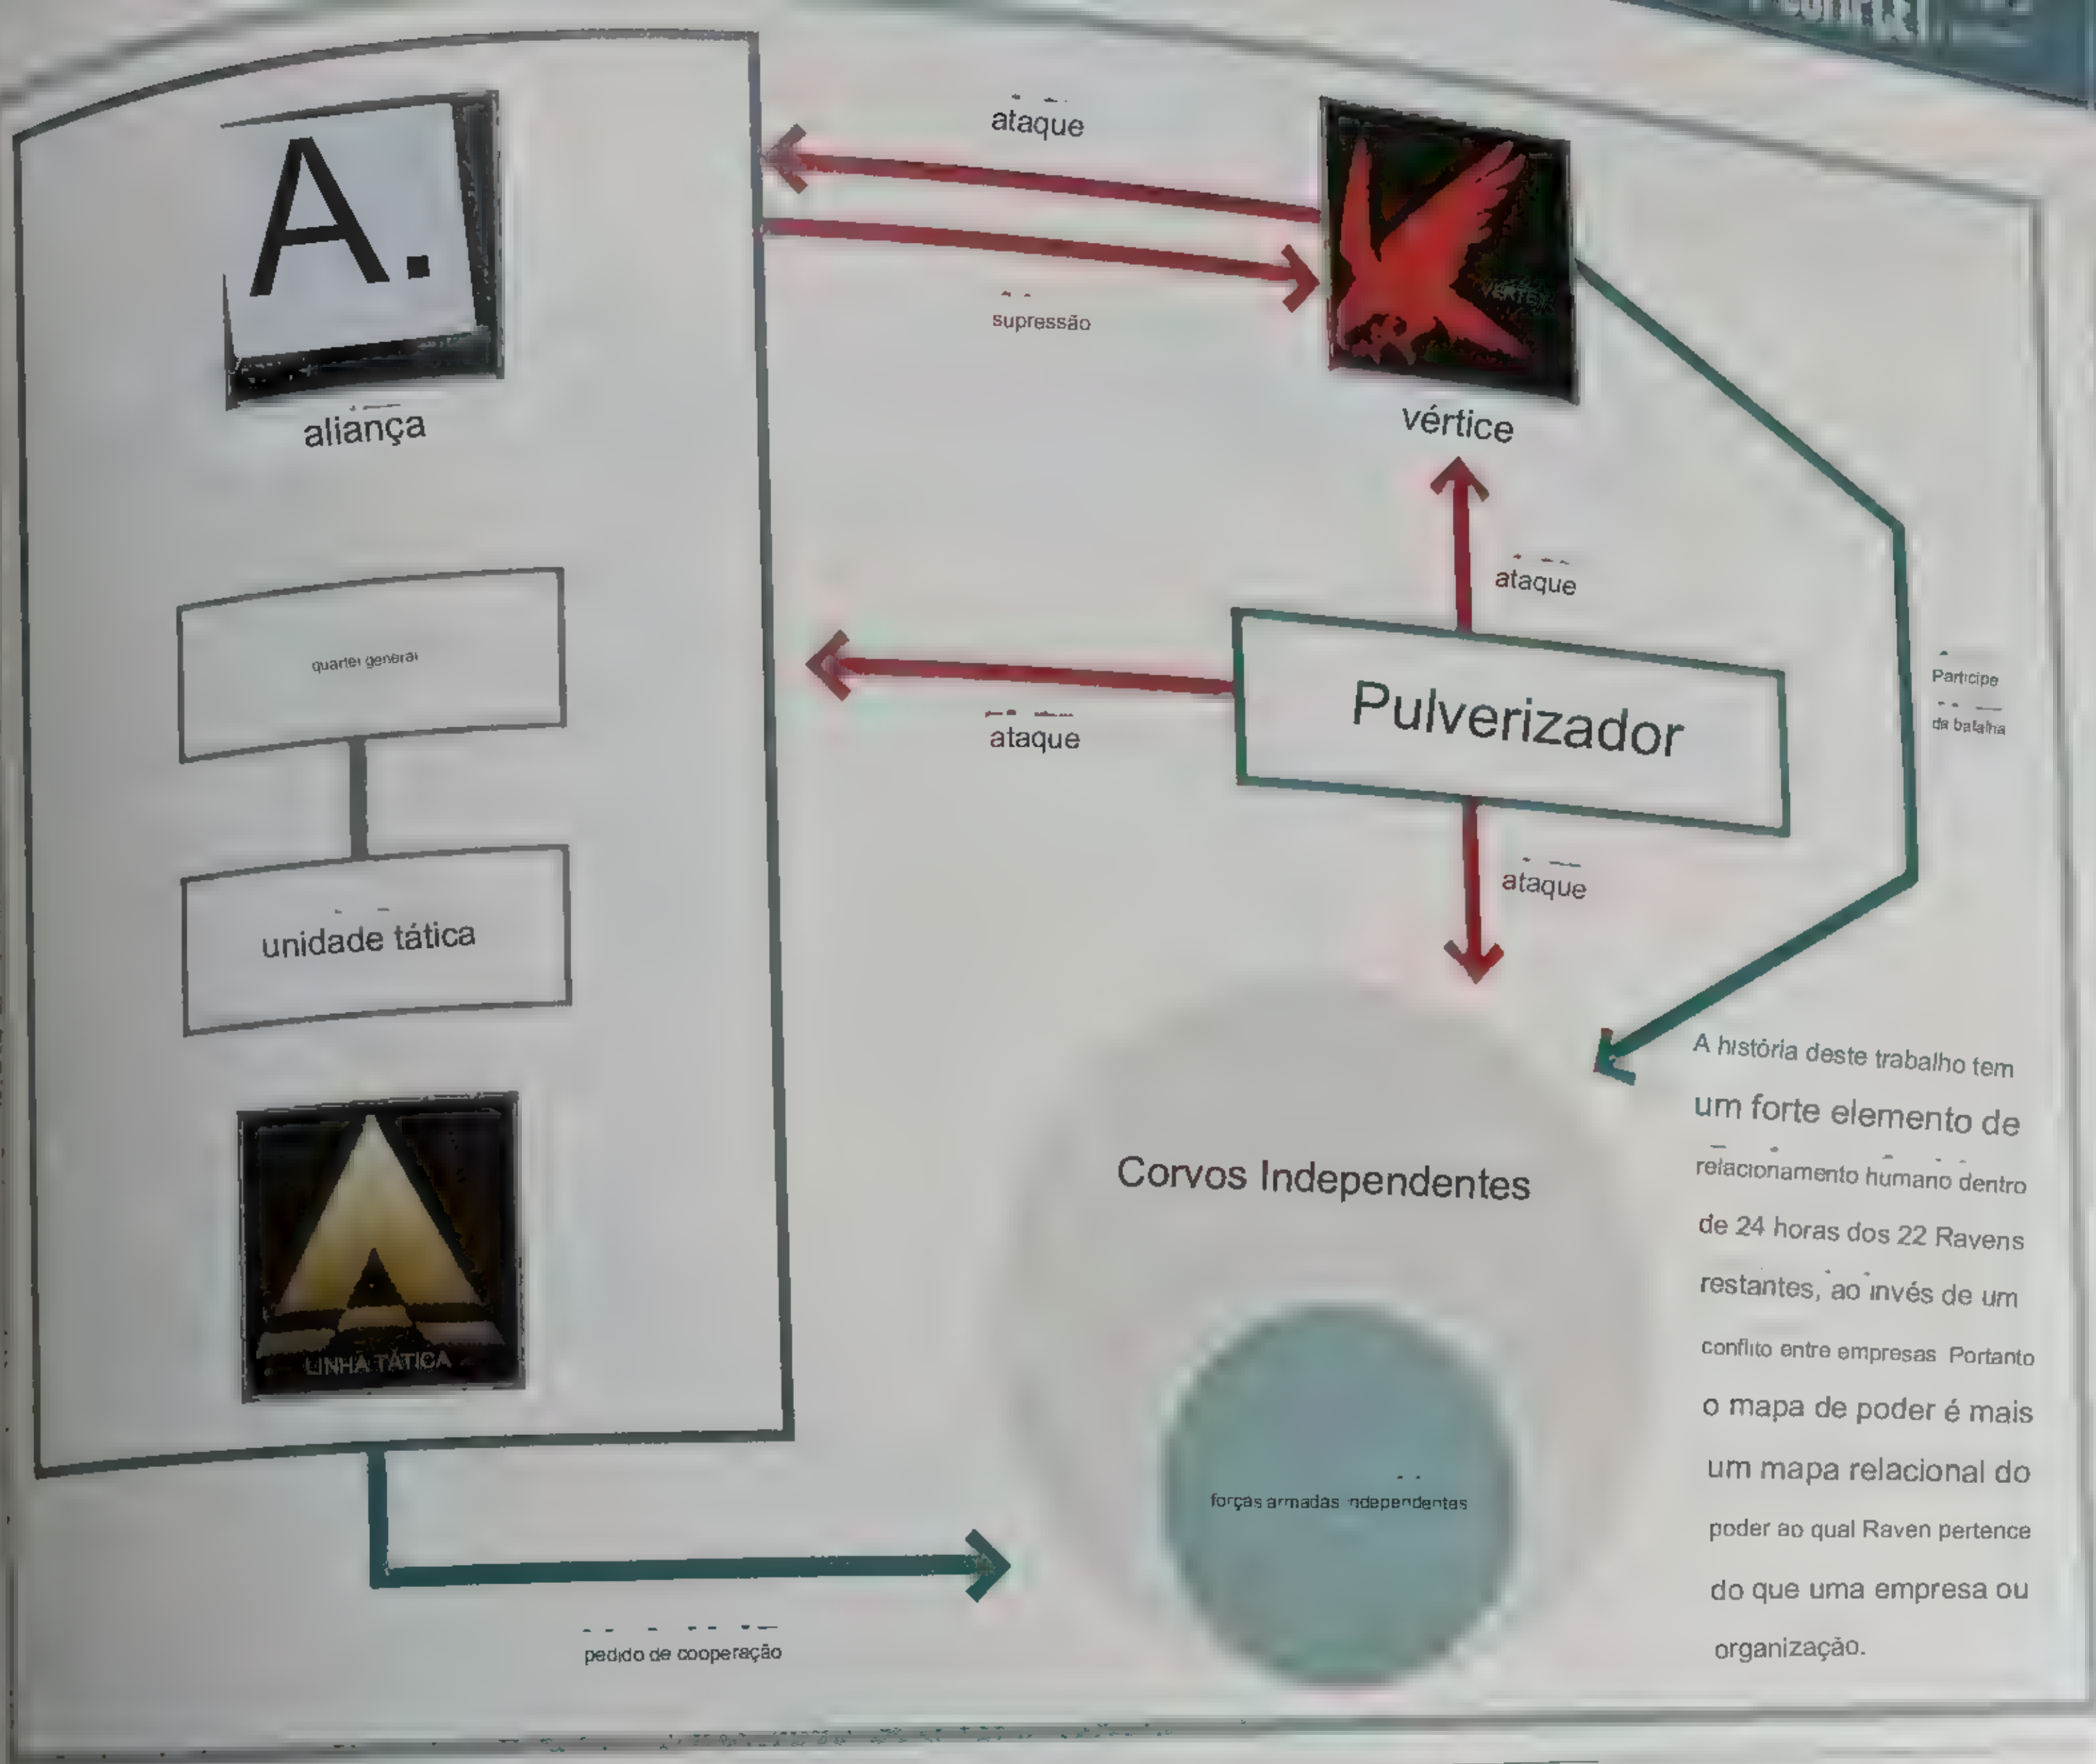 A.
aliança
quartel general
unidade tática
LINHA TÁTICA
ataque
supressão
VERTEX
vértice
ataque
Pulverizador
ataque
ataque
Participe
da batalha
Corvos Independentes
forças armadas independentes
pedido de cooperação
A história deste trabalho tem
um forte elemento de
relacionamento humano dentro
de 24 horas dos 22 Ravens
restantes, ao invés de um
conflito entre empresas Portanto
o mapa de poder é mais
um mapa relacional do
poder ao qual Raven pertence
do que uma empresa ou
organização.